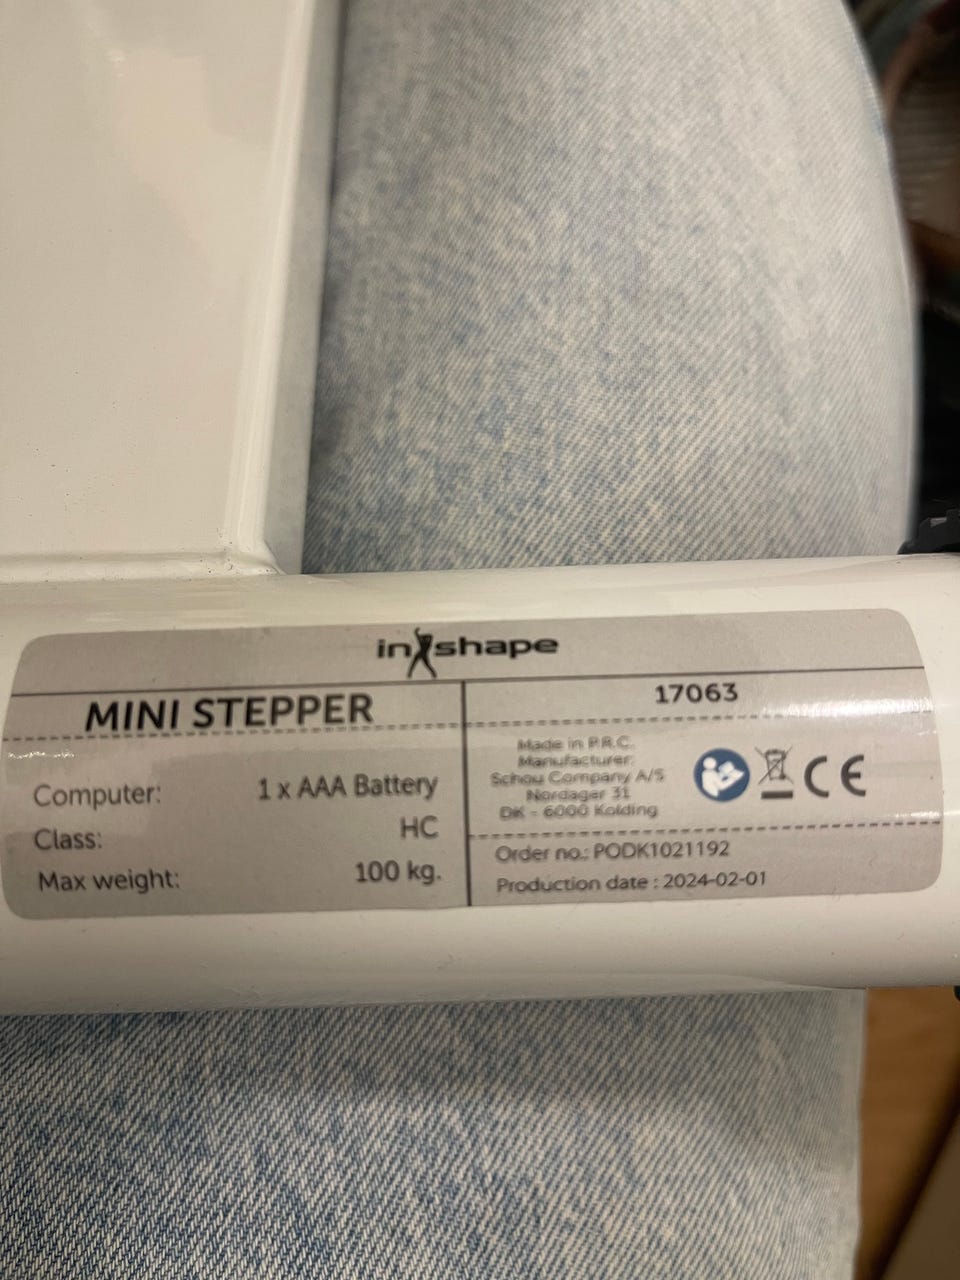 inshape
MINI STEPPER
Computer: 1 x AAA Battery
Class: HC
Max weight: 100 kg.
17063
Made in P.R.C.
Manufacturer:
Schou Company A/S
Nordager 31
DK - 6000 Kolding
CE
Order no.: PODK1021192
Production date : 2024-02-01